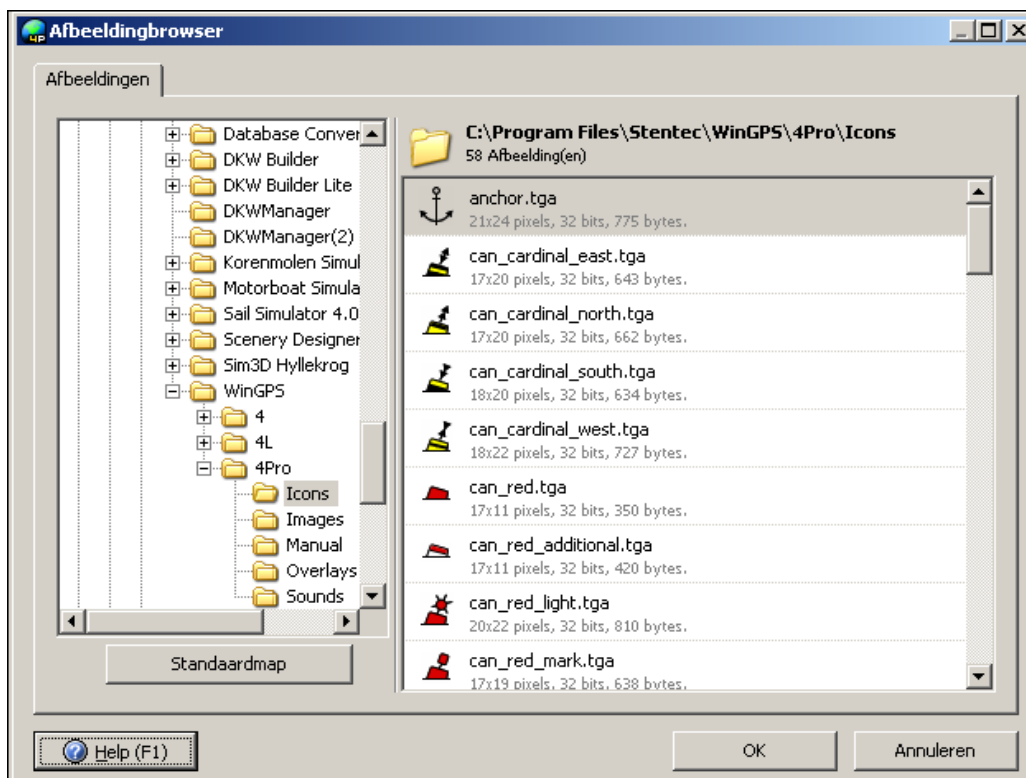 Afbeeldingbrowser
Afbeeldingen
Database Conver
DKW Builder
DKW Builder Lite
DKWManager
DKWManager(2)
Korenmolen Simul
Motorboat Simula
Sail Simulator 4.0
Scenery Designer
Sim3D Hyllekrog
WinGPS
4
4L
4Pro
Icons
Images
Manual
Overlays
Sounds
Standaardmap
C:\Program Files\Stentec\WinGPS\4Pro\Icons
58 Afbeelding(en)
anchor.tga
21x24 pixels, 32 bits, 775 bytes.
can_cardinal_east.tga
17x20 pixels, 32 bits, 643 bytes.
can_cardinal_north.tga
17x20 pixels, 32 bits, 662 bytes.
can_cardinal_south.tga
18x20 pixels, 32 bits, 634 bytes.
can_cardinal_west.tga
18x22 pixels, 32 bits, 727 bytes.
can_red.tga
17x11 pixels, 32 bits, 350 bytes.
can_red_additional.tga
17x11 pixels, 32 bits, 420 bytes.
can_red_light.tga
20x22 pixels, 32 bits, 810 bytes.
can_red_mark.tga
17x19 pixels, 32 bits, 638 bytes.
Help (F1)
OK
Annuleren